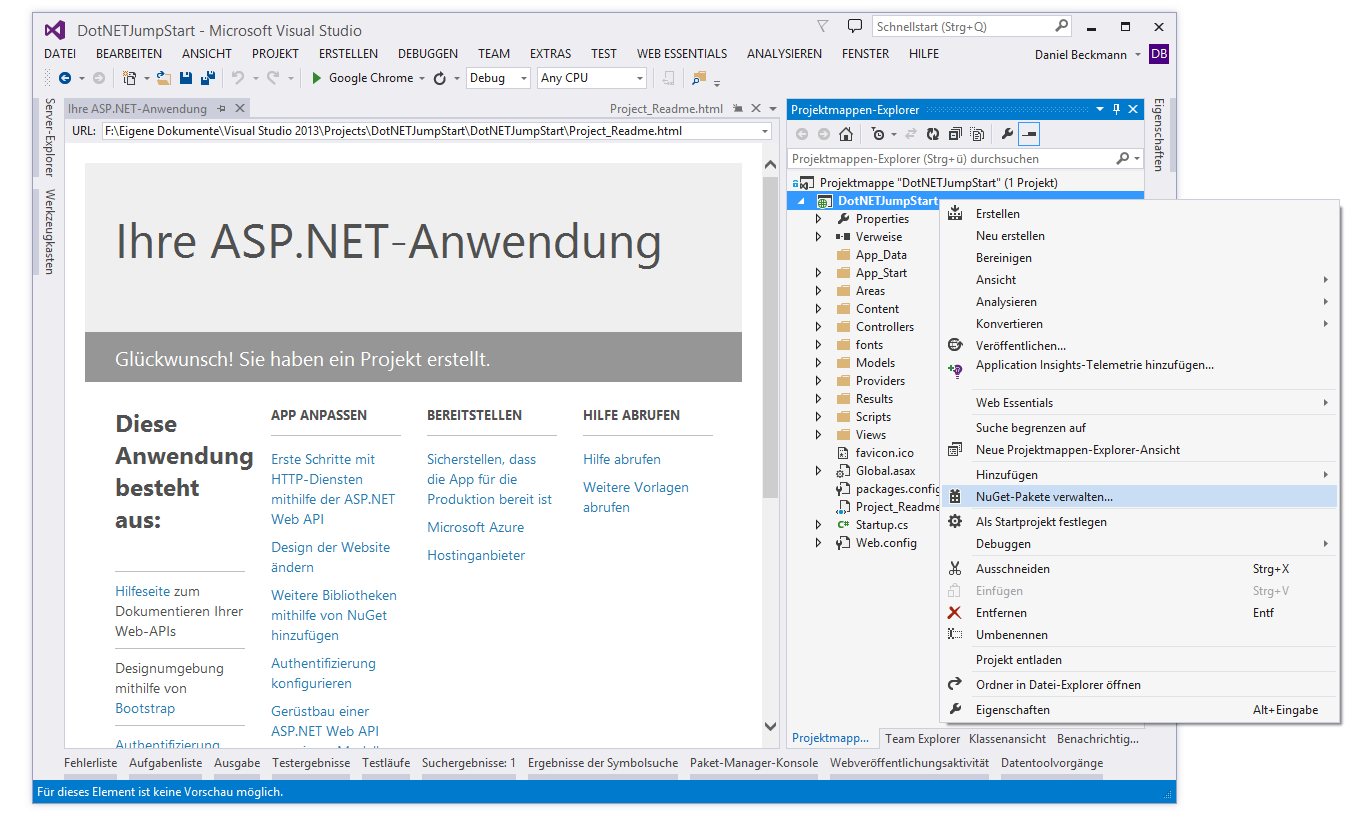 DotNETJumpStart - Microsoft Visual Studio
Schnellstart (Strg+Q)
DATEI BEARBEITEN ANSICHT PROJEKT ERSTELLEN DEBUGGEN TEAM EXTRAS TEST WEB ESSENTIALS ANALYSIEREN FENSTER HILFE
Daniel Beckmann DB
Google Chrome Debug Any CPU
Server-Explorer
Werkzeugkasten
Ihre ASP.NET-Anwendung
Project_Readme.html
URL: F:\Eigene Dokumente\Visual Studio 2013\Projects\DotNETJumpStart\DotNETJumpStart\Project_Readme.html
Ihre ASP.NET-Anwendung
Glückwunsch! Sie haben ein Projekt erstellt.
Diese
Anwendung
besteht
aus:
Hilfeseite zum
Dokumentieren Ihrer
Web-APIs
Designumgebung
mithilfe von
Bootstrap
Authentifizierung
APP ANPASSEN
Erste Schritte mit
HTTP-Diensten
mithilfe der ASP.NET
Web API
Design der Website
ändern
Weitere Bibliotheken
mithilfe von NuGet
hinzufügen
Authentifizierung
konfigurieren
Gerüstbau einer
ASP.NET Web API
BEREITSTELLEN
Sicherstellen, dass
die App für die
Produktion bereit ist
Microsoft Azure
Hostinganbieter
HILFE ABRUFEN
Hilfe abrufen
Weitere Vorlagen
abrufen
Projektmappen-Explorer
Projektmappen-Explorer (Strg+ü) durchsuchen
Projektmappe "DotNETJumpStart" (1 Projekt)
DotNETJumpStart
Properties
Verweise
App_Data
App_Start
Areas
Content
Controllers
fonts
Models
Providers
Results
Scripts
Views
favicon.ico
Global.asax
packages.config
Project_Readme
C# Startup.cs
Web.config
Eigenschaften
Erstellen
Neu erstellen
Bereinigen
Ansicht
Analysieren
Konvertieren
Veröffentlichen...
Application Insights-Telemetrie hinzufügen...
Web Essentials
Suche begrenzen auf
Neue Projektmappen-Explorer-Ansicht
Hinzufügen
NuGet-Pakete verwalten...
Als Startprojekt festlegen
Debuggen
Ausschneiden Strg+X
Einfügen Strg+V
Entfernen Entf
Umbenennen
Projekt entladen
Ordner in Datei-Explorer öffnen
Eigenschaften Alt+Eingabe
Projektmapp... Team Explorer Klassenansicht Benachrichtig...
Fehlerliste Aufgabenliste Ausgabe Testergebnisse Testläufe Suchergebnisse: 1 Ergebnisse der Symbolsuche Paket-Manager-Konsole Webveröffentlichungsaktivität Datentoolvorgänge
Für dieses Element ist keine Vorschau möglich.